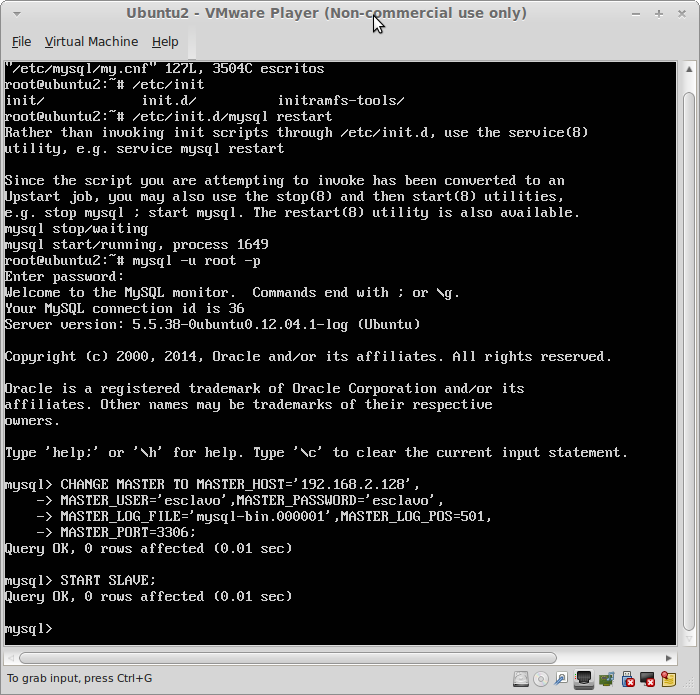 Ubuntu2 - VMware Player (Non-commercial use only)
File Virtual Machine Help
"/etc/mysql/my.cnf" 127L, 3504C escritos
root@ubuntu2:~# /etc/init
init/ init.d/ initramfs-tools/
root@ubuntu2:~# /etc/init.d/mysql restart
Rather than invoking init scripts through /etc/init.d, use the service(8)
utility, e.g. service mysql restart
Since the script you are attempting to invoke has been converted to an
Upstart job, you may also use the stop(8) and then start(8) utilities,
e.g. stop mysql ; start mysql. The restart(8) utility is also available.
mysql stop/waiting
mysql start/running, process 1649
root@ubuntu2:~# mysql -u root -p
Enter password:
Welcome to the MySQL monitor.  Commands end with ; or \g.
Your MySQL connection id is 36
Server version: 5.5.38-0ubuntu0.12.04.1-log (Ubuntu)
Copyright (c) 2000, 2014, Oracle and/or its affiliates. All rights reserved.
Oracle is a registered trademark of Oracle Corporation and/or its
affiliates. Other names may be trademarks of their respective
owners.
Type 'help;' or '\h' for help. Type '\c' to clear the current input statement.
mysql> CHANGE MASTER TO MASTER_HOST='192.168.2.128',
-> MASTER_USER='esclavo',MASTER_PASSWORD='esclavo',
-> MASTER_LOG_FILE='mysql-bin.000001',MASTER_LOG_POS=501,
-> MASTER_PORT=3306;
Query OK, 0 rows affected (0.01 sec)
mysql> START SLAVE;
Query OK, 0 rows affected (0.01 sec)
mysql>
To grab input, press Ctrl+G